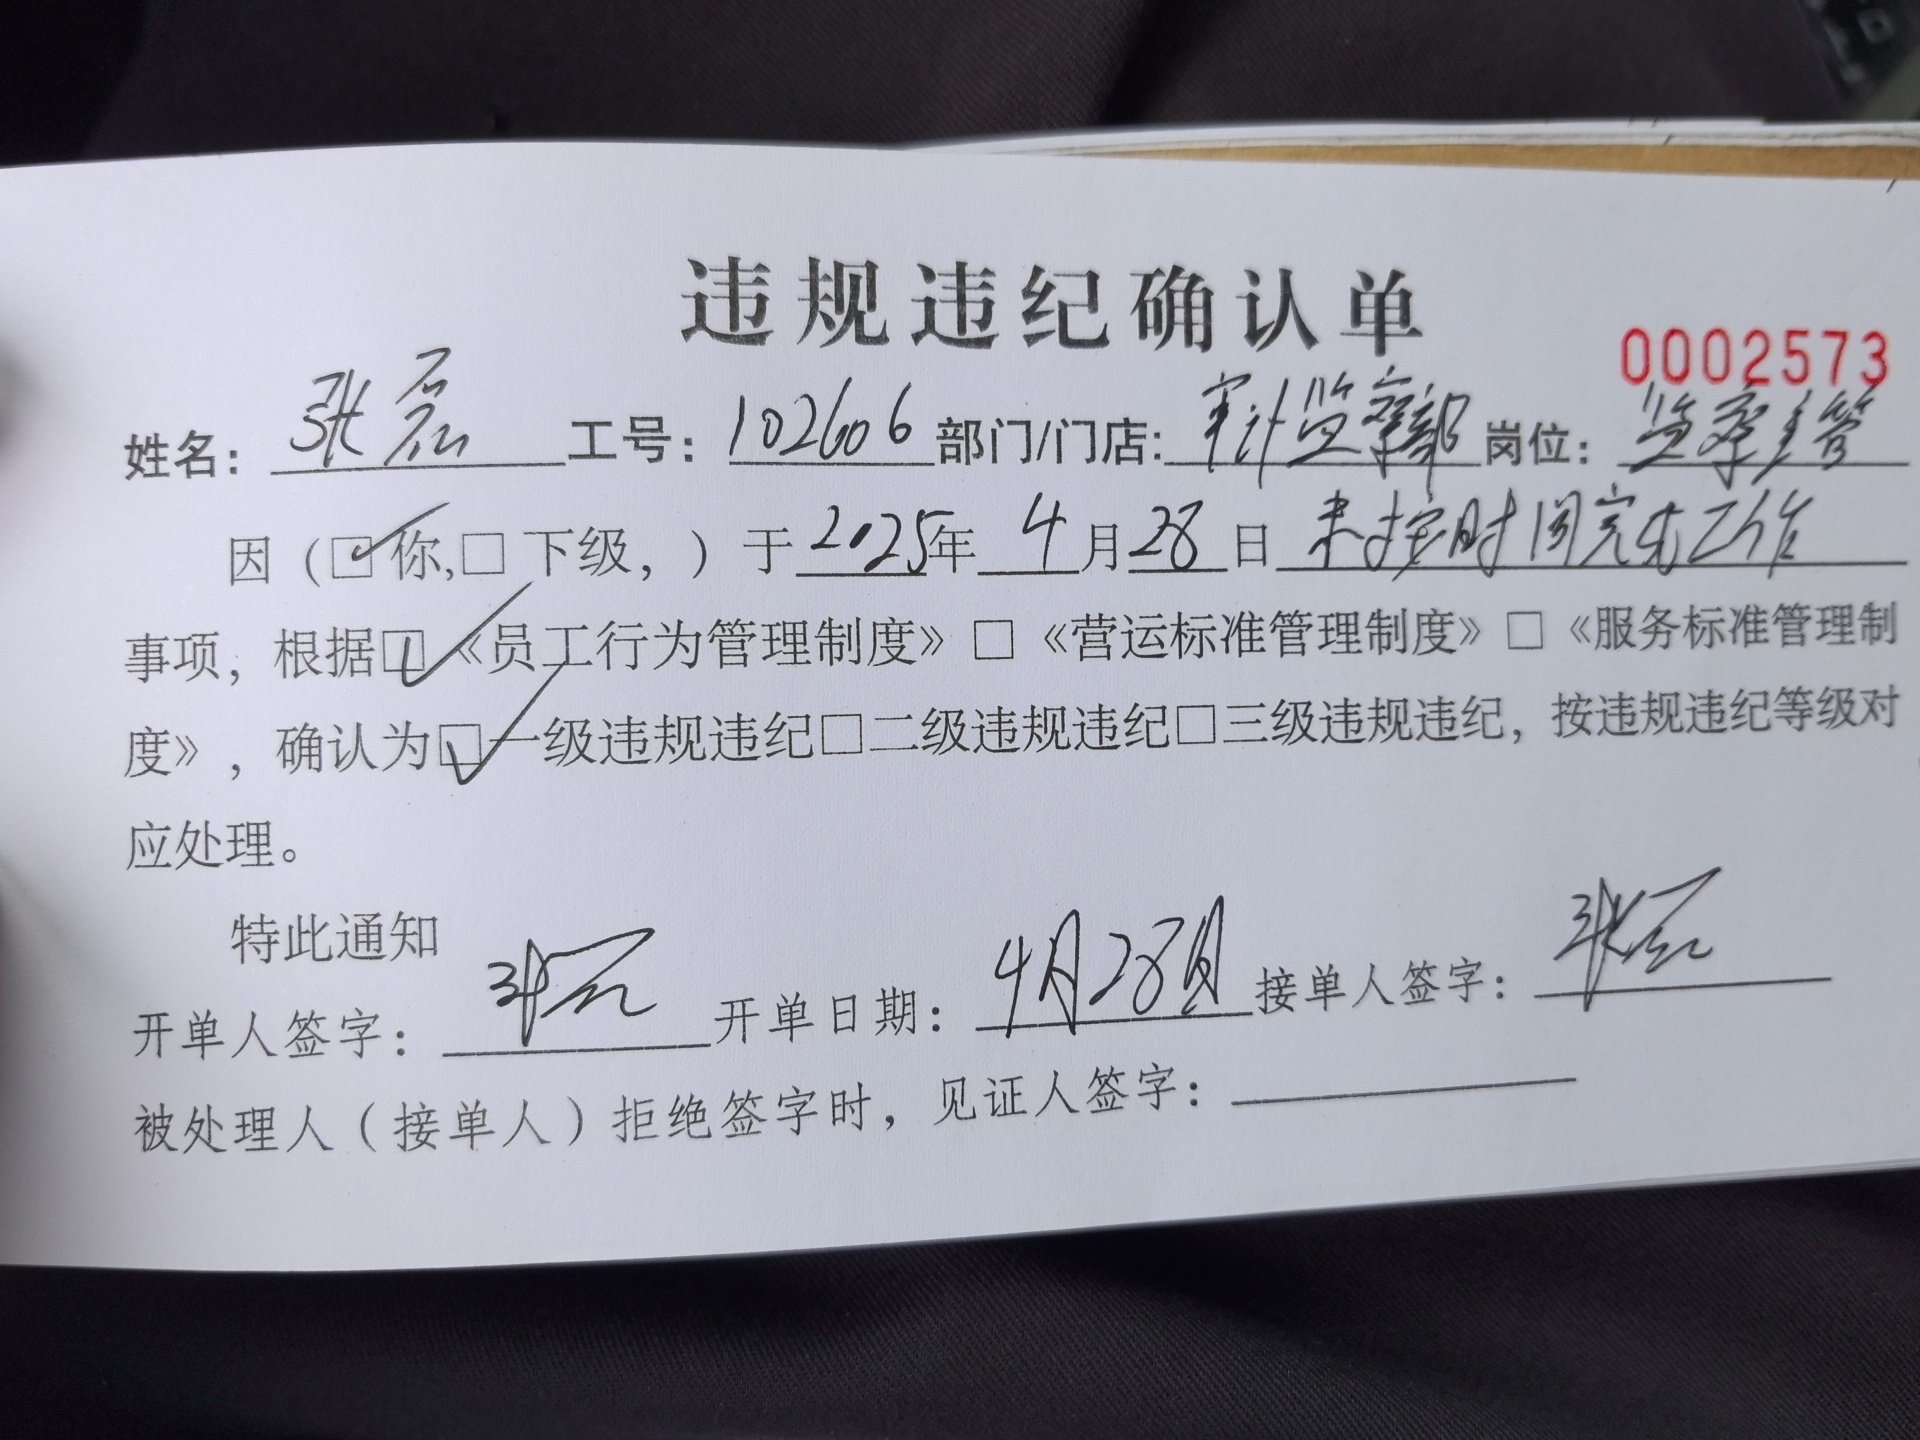 违规违纪确认单
0002573
姓名：张磊 工号：102606 部门/门店：审计监察部 岗位：监察主管
因（☑你,□下级，）于2025年4月28日 未按时间完成工作
事项，根据☑《员工行为管理制度》□《营运标准管理制度》□《服务标准管理制
度》，确认为☑一级违规违纪□二级违规违纪□三级违规违纪，按违规违纪等级对
应处理。
特此通知
开单人签字：张磊 开单日期：4月28日 接单人签字：张磊
被处理人（接单人）拒绝签字时，见证人签字：